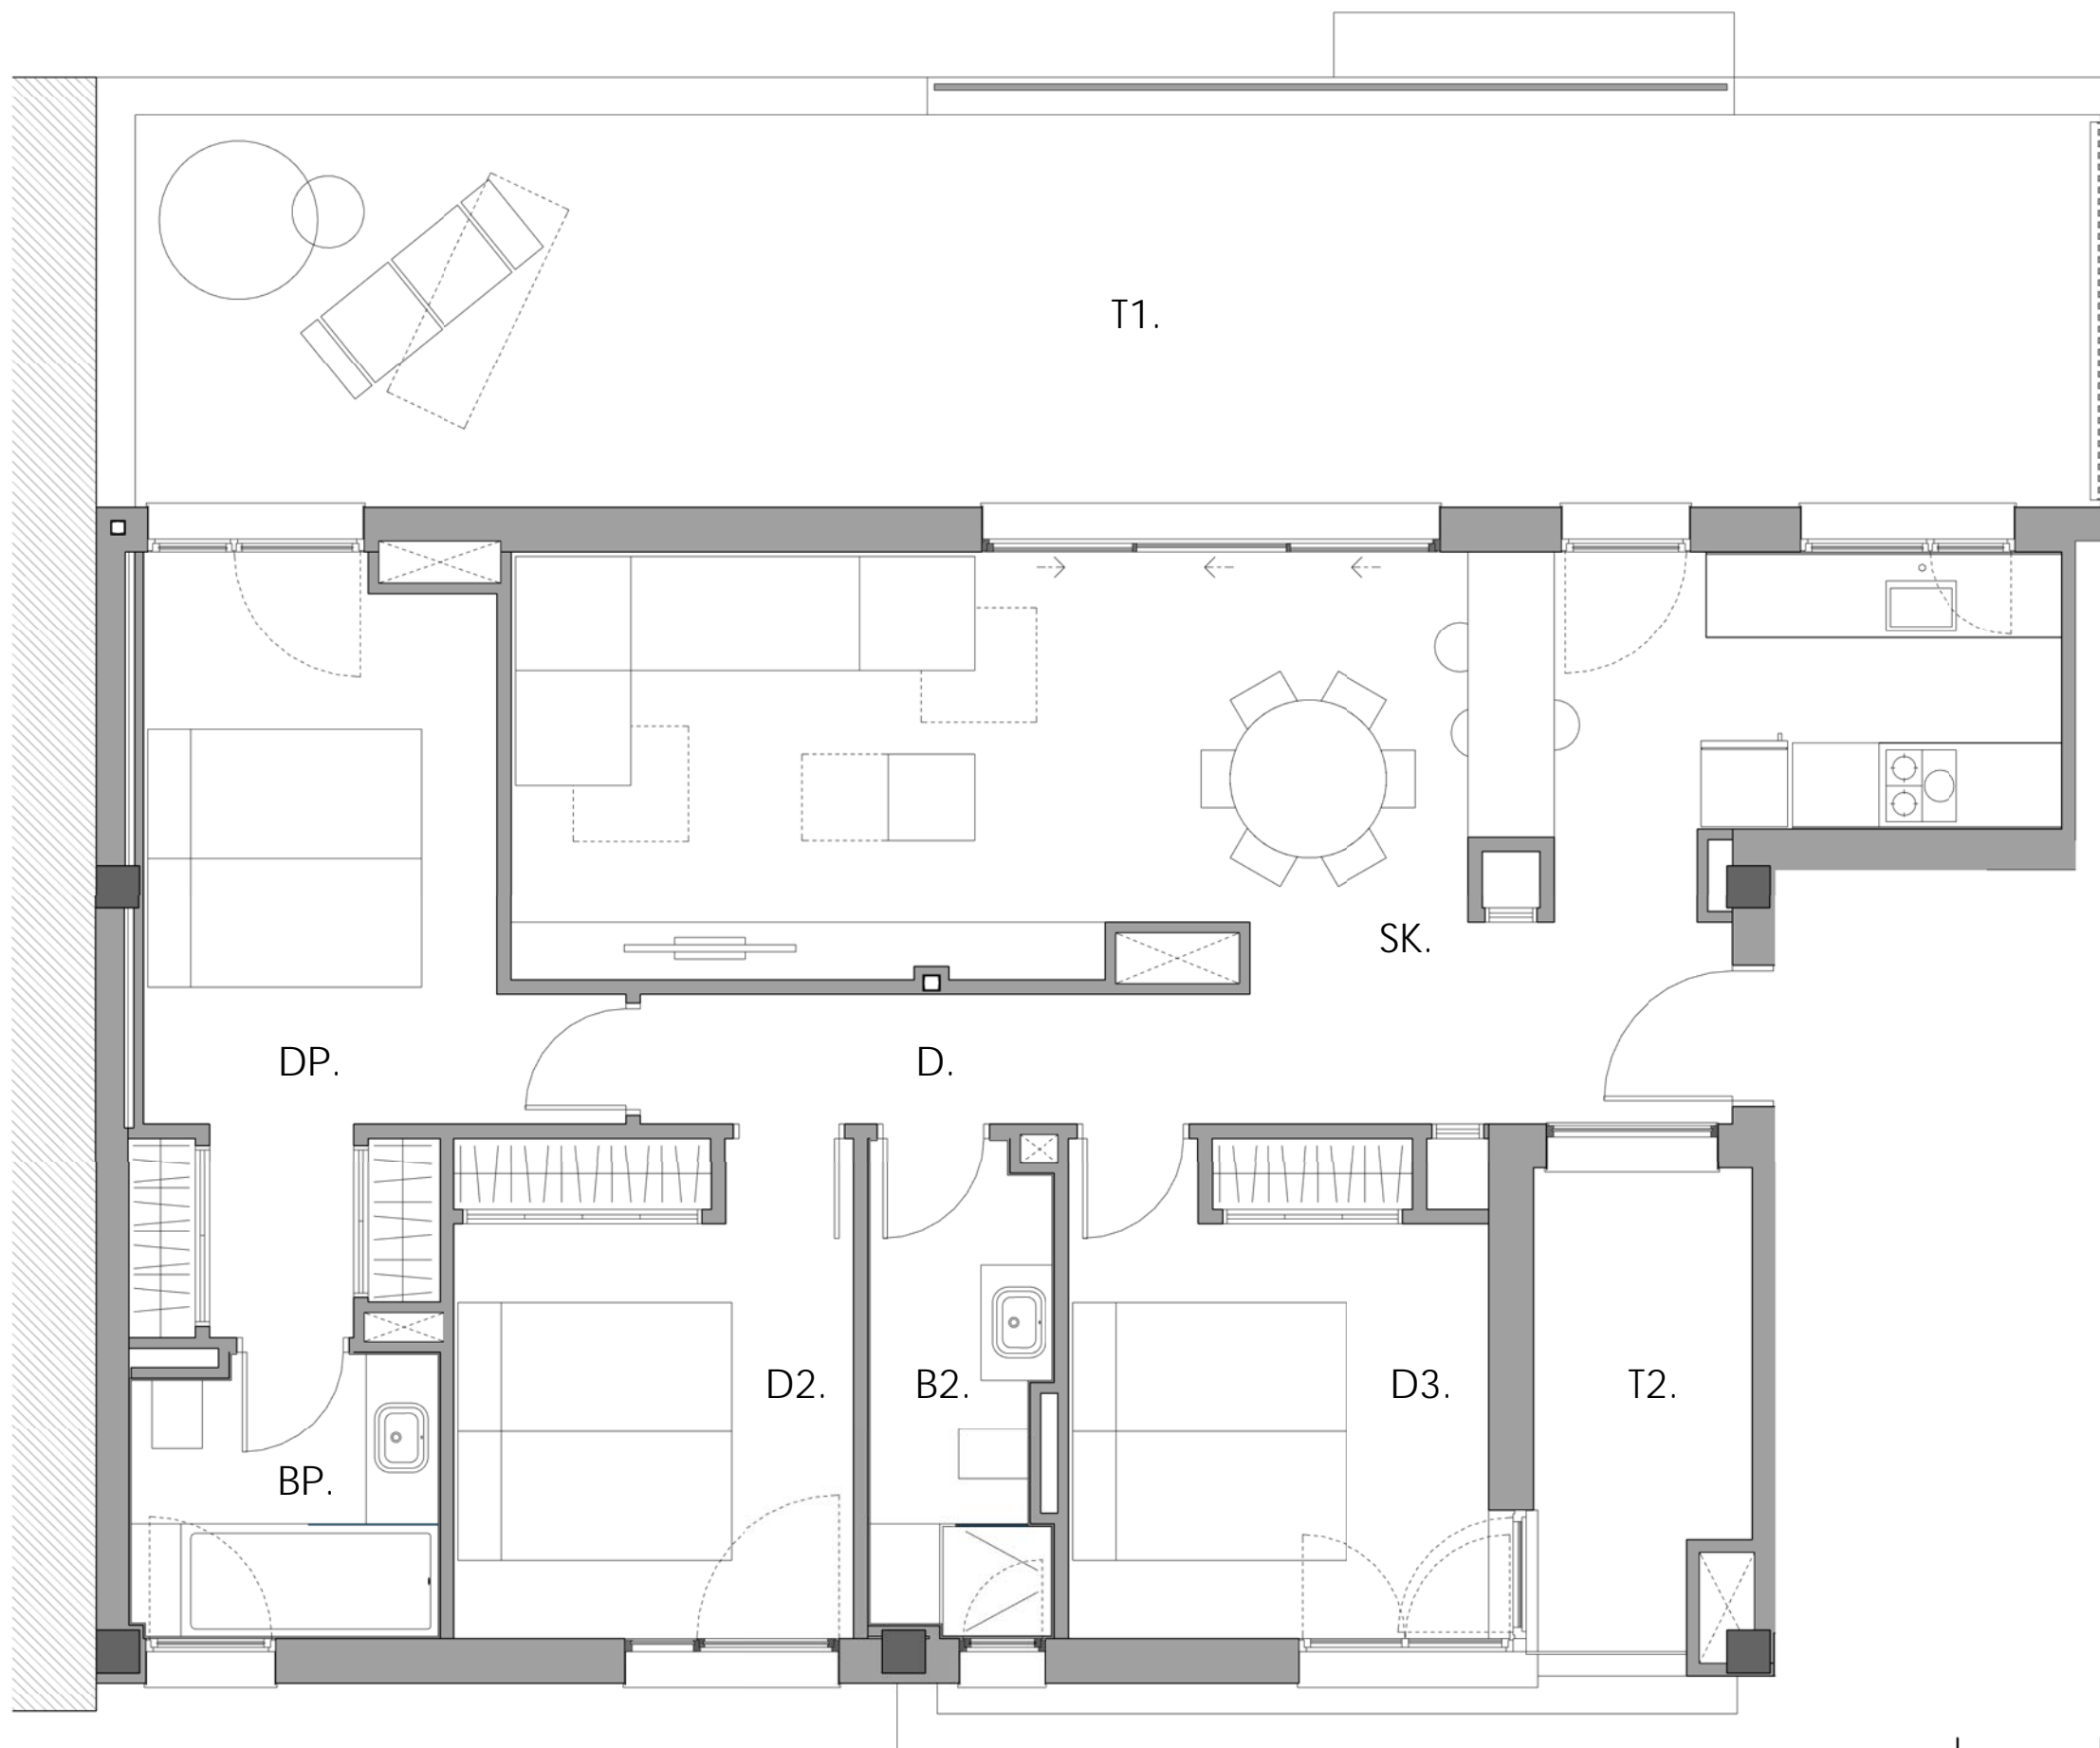 T1.
SK.
DP.
D.
D2.
B2.
D3.
T2.
BP.